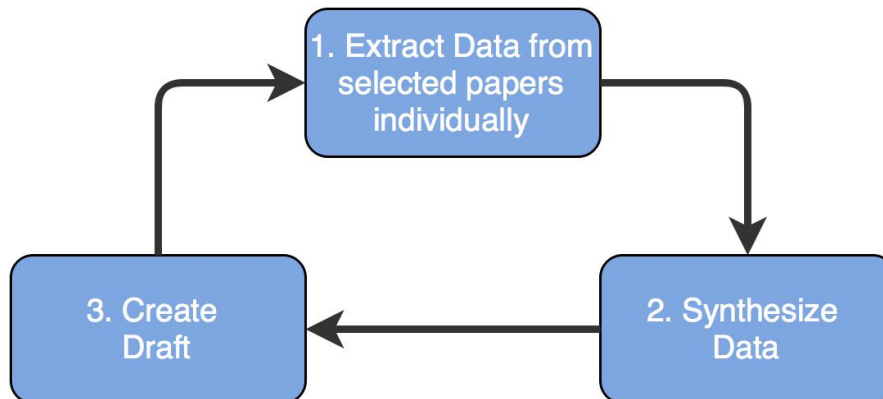 1. Extract Data from
selected papers
individually
3. Create
Draft
2. Synthesize
Data